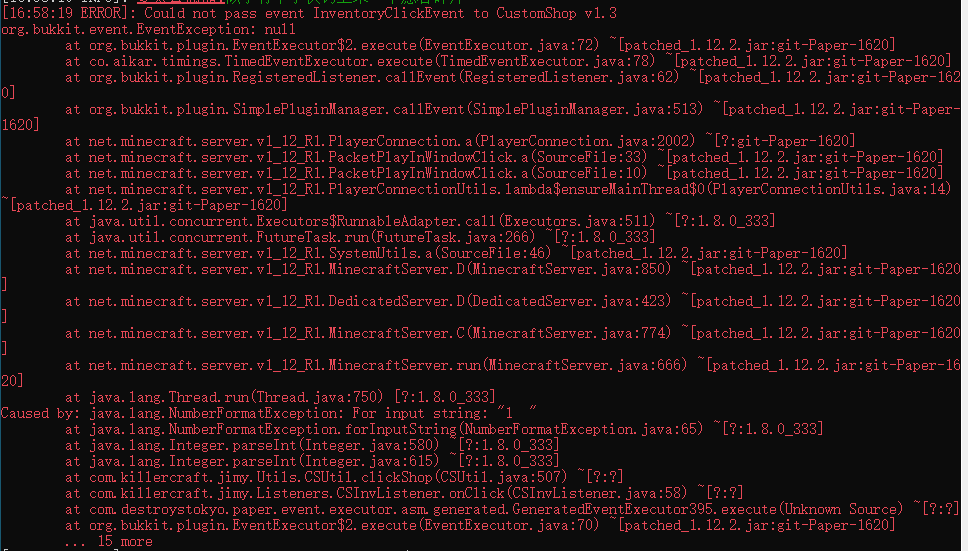 [16:58:19 ERROR]: Could not pass event InventoryClickEvent to CustomShop v1.3
org.bukkit.event.EventException: null
at org.bukkit.plugin.EventExecutor$2.execute(EventExecutor.java:72) ~[patched_1.12.2.jar:git-Paper-1620]
at co.aikar.timings.TimedEventExecutor.execute(TimedEventExecutor.java:78) ~[patched_1.12.2.jar:git-Paper-1620]
at org.bukkit.plugin.RegisteredListener.callEvent(RegisteredListener.java:62) ~[patched_1.12.2.jar:git-Paper-162
0]
at org.bukkit.plugin.SimplePluginManager.callEvent(SimplePluginManager.java:513) ~[patched_1.12.2.jar:git-Paper-
1620]
at net.minecraft.server.v1_12_R1.PlayerConnection.a(PlayerConnection.java:2002) ~[?:git-Paper-1620]
at net.minecraft.server.v1_12_R1.PacketPlayInWindowClick.a(SourceFile:33) ~[patched_1.12.2.jar:git-Paper-1620]
at net.minecraft.server.v1_12_R1.PacketPlayInWindowClick.a(SourceFile:10) ~[patched_1.12.2.jar:git-Paper-1620]
at net.minecraft.server.v1_12_R1.PlayerConnectionUtils.lambda$ensureMainThread$0(PlayerConnectionUtils.java:14)
~[patched_1.12.2.jar:git-Paper-1620]
at java.util.concurrent.Executors$RunnableAdapter.call(Executors.java:511) ~[?:1.8.0_333]
at java.util.concurrent.FutureTask.run(FutureTask.java:266) ~[?:1.8.0_333]
at net.minecraft.server.v1_12_R1.SystemUtils.a(SourceFile:46) ~[patched_1.12.2.jar:git-Paper-1620]
at net.minecraft.server.v1_12_R1.MinecraftServer.D(MinecraftServer.java:850) ~[patched_1.12.2.jar:git-Paper-1620
]
at net.minecraft.server.v1_12_R1.DedicatedServer.D(DedicatedServer.java:423) ~[patched_1.12.2.jar:git-Paper-1620
]
at net.minecraft.server.v1_12_R1.MinecraftServer.C(MinecraftServer.java:774) ~[patched_1.12.2.jar:git-Paper-1620
]
at net.minecraft.server.v1_12_R1.MinecraftServer.run(MinecraftServer.java:666) ~[patched_1.12.2.jar:git-Paper-16
20]
at java.lang.Thread.run(Thread.java:750) [?:1.8.0_333]
Caused by: java.lang.NumberFormatException: For input string: "1  "
at java.lang.NumberFormatException.forInputString(NumberFormatException.java:65) ~[?:1.8.0_333]
at java.lang.Integer.parseInt(Integer.java:580) ~[?:1.8.0_333]
at java.lang.Integer.parseInt(Integer.java:615) ~[?:1.8.0_333]
at com.killercraft.jimy.Utils.CSUtil.clickShop(CSUtil.java:507) ~[?:?]
at com.killercraft.jimy.Listeners.CSInvListener.onClick(CSInvListener.java:58) ~[?:?]
at com.destroystokyo.paper.event.executor.asm.generated.GeneratedEventExecutor395.execute(Unknown Source) ~[?:?]
at org.bukkit.plugin.EventExecutor$2.execute(EventExecutor.java:70) ~[patched_1.12.2.jar:git-Paper-1620]
... 15 more